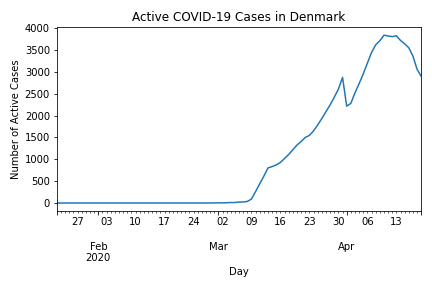 Active COVID-19 Cases in Denmark
4000
3500
3000
2500
2000
1500
1000
500
0
Number of Active Cases
27 03 10 17 24 02 09 16 23 30 06 13
Feb Mar Apr
2020
Day